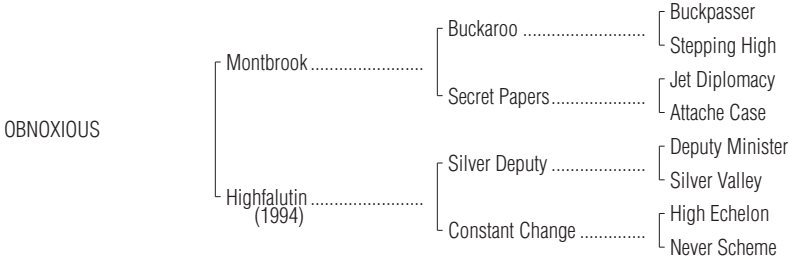 Buckpasser
Buckaroo ............................
Stepping High
Montbrook .........................
Jet Diplomacy
Secret Papers.....................
Attache Case
OBNOXIOUS
Deputy Minister
Silver Deputy .....................
Silver Valley
Highfalutin .........................
(1994)
High Echelon
Constant Change ..............
Never Scheme